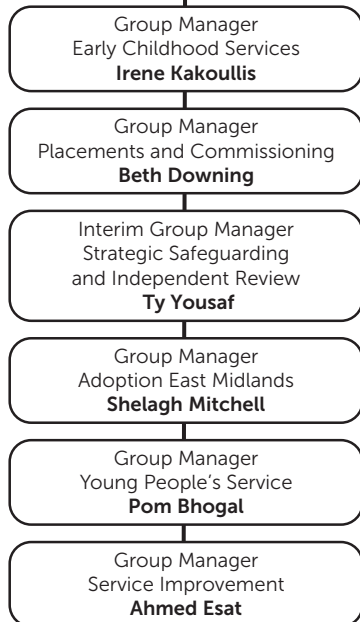 Group Manager
Early Childhood Services
Irene Kakoullis
Group Manager
Placements and Commissioning
Beth Downing
Interim Group Manager
Strategic Safeguarding
and Independent Review
Ty Yousaf
Group Manager
Adoption East Midlands
Shelagh Mitchell
Group Manager
Young People's Service
Pom Bhogal
Group Manager
Service Improvement
Ahmed Esat